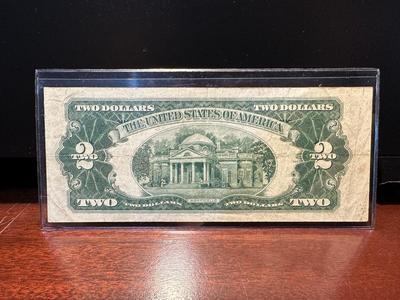 TWO DOLLARS TWO DOLLARS
THE UNITED STATES OF AMERICA
2 2
TWO TWO
MONTICELLO
TWO DOLLARS TWO DOLLARS
TWO TWO